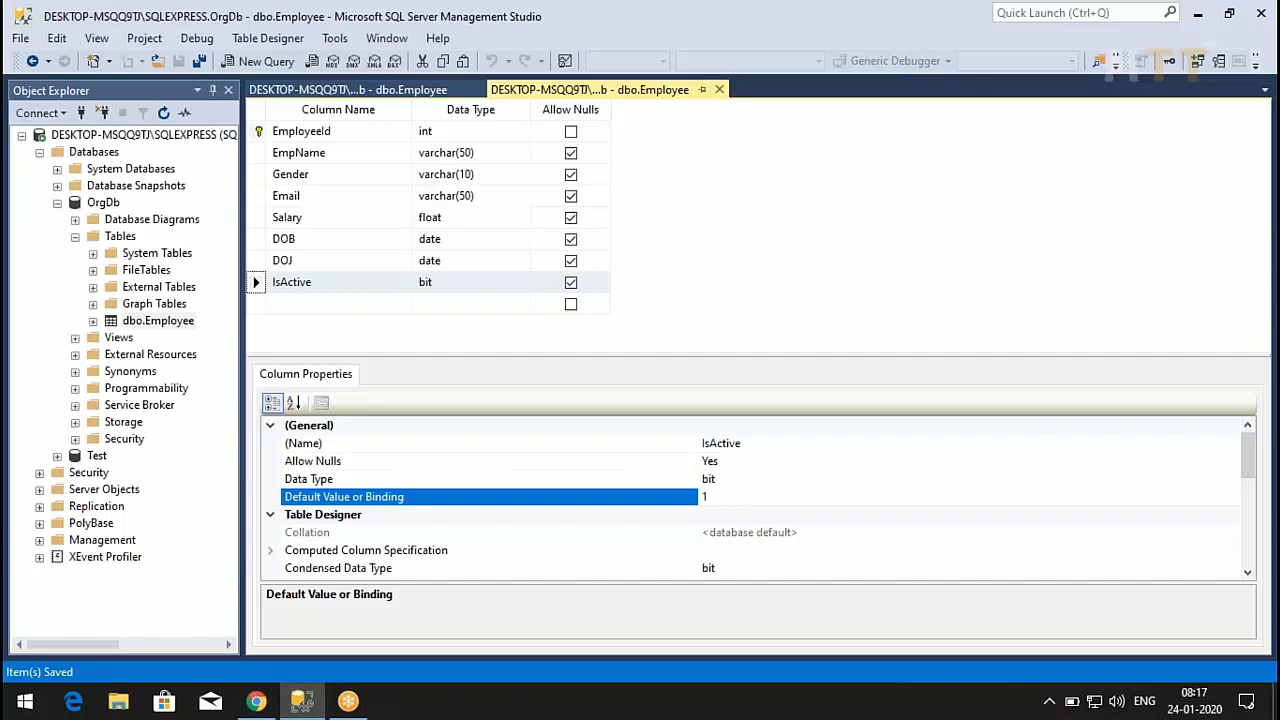 DESKTOP-MSQQ9TJ\SQLEXPRESS.OrgDb - dbo.Employee - Microsoft SQL Server Management Studio
Quick Launch (Ctrl+Q)
File Edit View Project Debug Table Designer Tools Window Help
New Query
Generic Debugger
Object Explorer
DESKTOP-MSQQ9TJ\...b - dbo.Employee
DESKTOP-MSQQ9TJ\...b - dbo.Employee
Connect
DESKTOP-MSQQ9TJ\SQLEXPRESS (SQ
Databases
System Databases
Database Snapshots
OrgDb
Database Diagrams
Tables
System Tables
FileTables
External Tables
Graph Tables
dbo.Employee
Views
External Resources
Synonyms
Programmability
Service Broker
Storage
Security
Test
Security
Server Objects
Replication
PolyBase
Management
XEvent Profiler
Column Name Data Type Allow Nulls
EmployeeId int
EmpName varchar(50)
Gender varchar(10)
Email varchar(50)
Salary float
DOB date
DOJ date
IsActive bit
Column Properties
(General)
(Name) IsActive
Allow Nulls Yes
Data Type bit
Default Value or Binding 1
Table Designer
Collation <database default>
Computed Column Specification
Condensed Data Type bit
Default Value or Binding
Item(s) Saved
ENG
08:17
24-01-2020